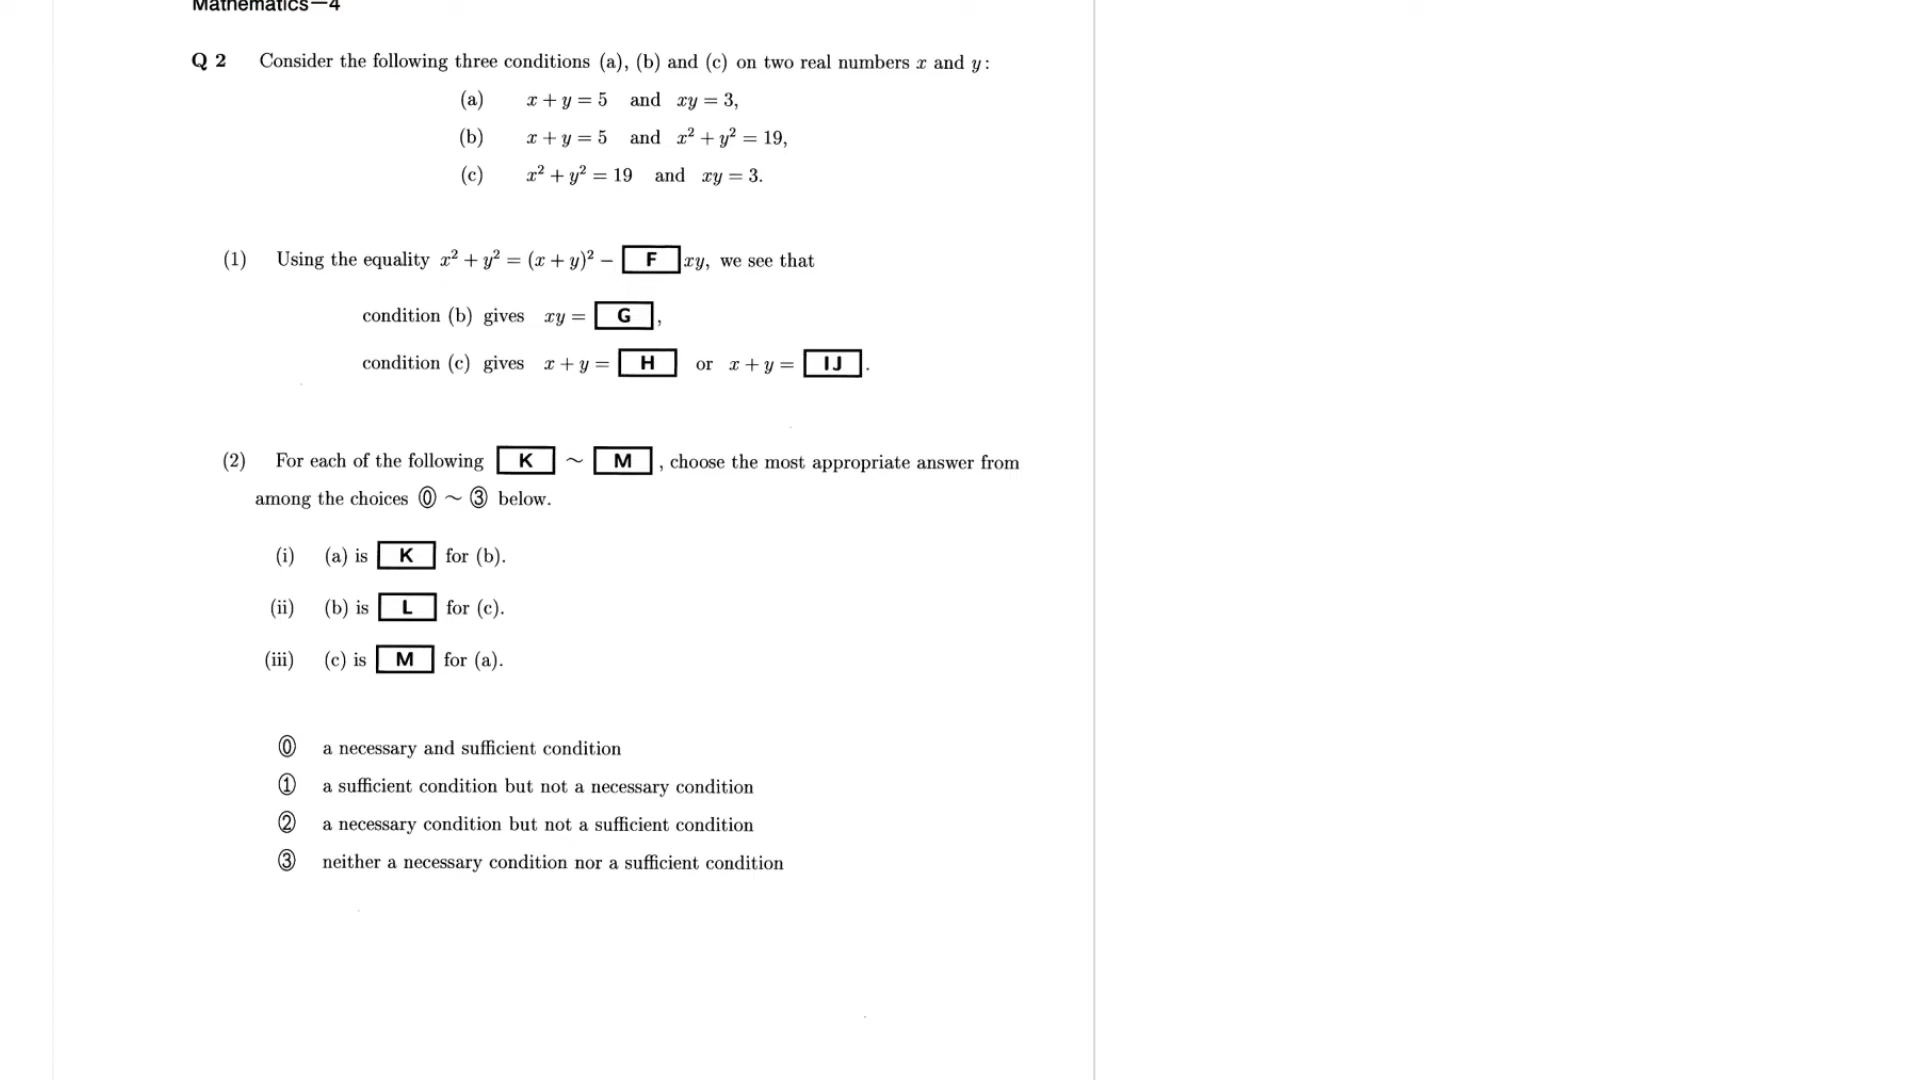 Mathematics—4
Q 2 Consider the following three conditions (a), (b) and (c) on two real numbers x and y:
(a) x + y = 5 and xy = 3,
(b) x + y = 5 and x² + y² = 19,
(c) x² + y² = 19 and xy = 3.
(1) Using the equality x² + y² = (x + y)² − F xy, we see that
condition (b) gives xy = G ,
condition (c) gives x + y = H or x + y = IJ .
(2) For each of the following K ~ M , choose the most appropriate answer from
among the choices ⓪ ~ ③ below.
(i) (a) is K for (b).
(ii) (b) is L for (c).
(iii) (c) is M for (a).
⓪ a necessary and sufficient condition
① a sufficient condition but not a necessary condition
② a necessary condition but not a sufficient condition
③ neither a necessary condition nor a sufficient condition